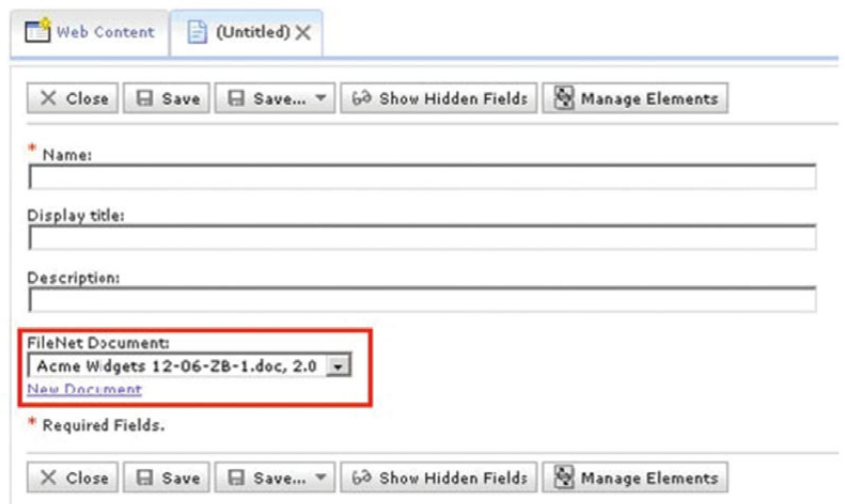 Web Content (Untitled)
Close Save Save... Show Hidden Fields Manage Elements
* Name:
Display title:
Description:
FileNet Document:
Acme Widgets 12-06-ZB-1.doc, 2.0
New Document
* Required Fields.
Close Save Save... Show Hidden Fields Manage Elements